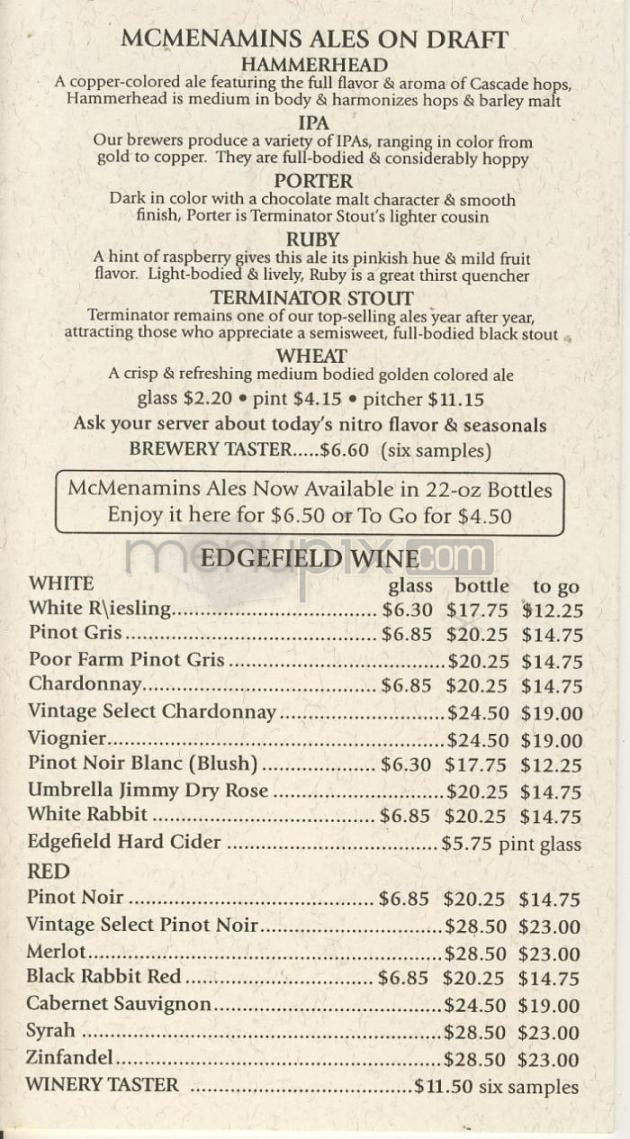 MCMENAMINS ALES ON DRAFT
HAMMERHEAD
A copper-colored ale featuring the full flavor & aroma of Cascade hops,
Hammerhead is medium in body & harmonizes hops & barley malt
IPA
Our brewers produce a variety of IPAs, ranging in color from
gold to copper. They are full-bodied & considerably hoppy
PORTER
Dark in color with a chocolate malt character & smooth
finish, Porter is Terminator Stout's lighter cousin
RUBY
A hint of raspberry gives this ale its pinkish hue & mild fruit
flavor. Light-bodied & lively, Ruby is a great thirst quencher
TERMINATOR STOUT
Terminator remains one of our top-selling ales year after year,
attracting those who appreciate a semisweet, full-bodied black stout
WHEAT
A crisp & refreshing medium bodied golden colored ale
glass $2.20 • pint $4.15 • pitcher $11.15
Ask your server about today's nitro flavor & seasonals
BREWERY TASTER.....$6.60 (six samples)
McMenamins Ales Now Available in 22-oz Bottles
Enjoy it here for $6.50 or To Go for $4.50
menupix.com
EDGEFIELD WINE
WHITE glass bottle to go
White R\iesling.................................. $6.30 $17.75 $12.25
Pinot Gris.......................................... $6.85 $20.25 $14.75
Poor Farm Pinot Gris.................................... $20.25 $14.75
Chardonnay....................................... $6.85 $20.25 $14.75
Vintage Select Chardonnay........................... $24.50 $19.00
Viognier........................................................ $24.50 $19.00
Pinot Noir Blanc (Blush)................... $6.30 $17.75 $12.25
Umbrella Jimmy Dry Rose............................ $20.25 $14.75
White Rabbit..................................... $6.85 $20.25 $14.75
Edgefield Hard Cider................................... $5.75 pint glass
RED
Pinot Noir......................................... $6.85 $20.25 $14.75
Vintage Select Pinot Noir.............................. $28.50 $23.00
Merlot........................................................... $28.50 $23.00
Black Rabbit Red............................... $6.85 $20.25 $14.75
Cabernet Sauvignon...................................... $24.50 $19.00
Syrah............................................................ $28.50 $23.00
Zinfandel...................................................... $28.50 $23.00
WINERY TASTER..................................... $11.50 six samples